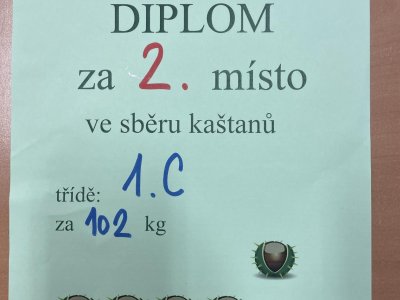 DIPLOM
za 2. místo
ve sběru kaštanů
třídě: 1.C
za 102 kg